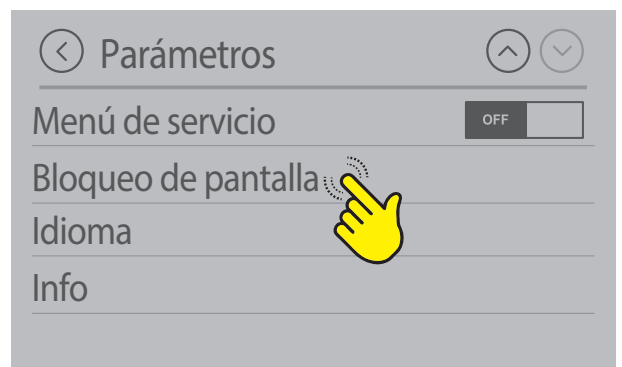 Parámetros
Menú de servicio OFF
Bloqueo de pantalla
Idioma
Info